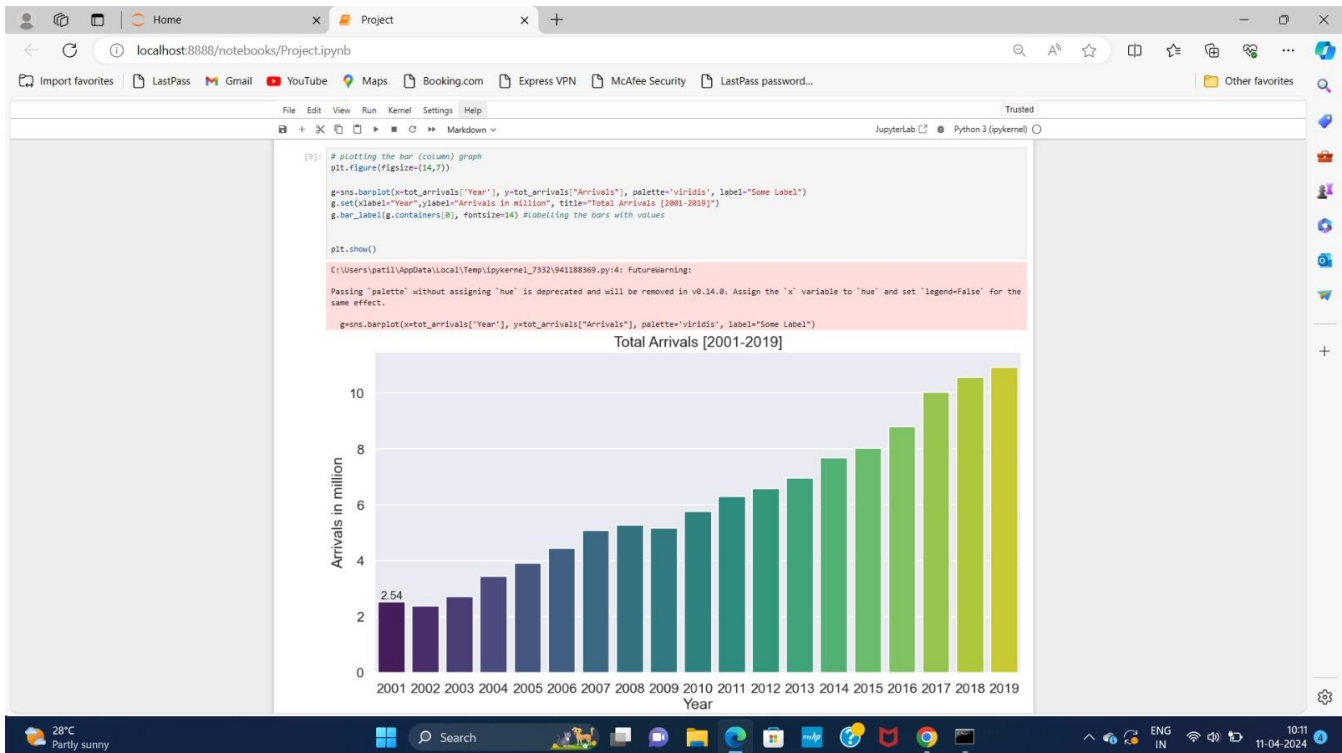 Home
Project
localhost:8888/notebooks/Project.ipynb
Import favorites LastPass Gmail YouTube Maps Booking.com Express VPN McAfee Security LastPass password... Other favorites
File Edit View Run Kernel Settings Help Trusted
Markdown JupyterLab Python 3 (ipykernel)
[9]: # plotting the bar (column) graph
plt.figure(figsize=(14,7))
g=sns.barplot(x=tot_arrivals['Year'], y=tot_arrivals["Arrivals"], palette='viridis', label="Some Label")
g.set(xlabel="Year",ylabel="Arrivals in million", title="Total Arrivals [2001-2019]")
g.bar_label(g.containers[0], fontsize=14) #labelling the bars with values
plt.show()
C:\Users\patil\AppData\Local\Temp\ipykernel_7332\941188369.py:4: FutureWarning:
Passing `palette` without assigning `hue` is deprecated and will be removed in v0.14.0. Assign the `x` variable to `hue` and set `legend=False` for the
same effect.
g=sns.barplot(x=tot_arrivals['Year'], y=tot_arrivals["Arrivals"], palette='viridis', label="Some Label")
Total Arrivals [2001-2019]
Arrivals in million
10
8
6
4
2.54
2
0
2001 2002 2003 2004 2005 2006 2007 2008 2009 2010 2011 2012 2013 2014 2015 2016 2017 2018 2019
Year
28°C
Partly sunny
Search
myhp
ENG
IN
10:11
11-04-2024
4